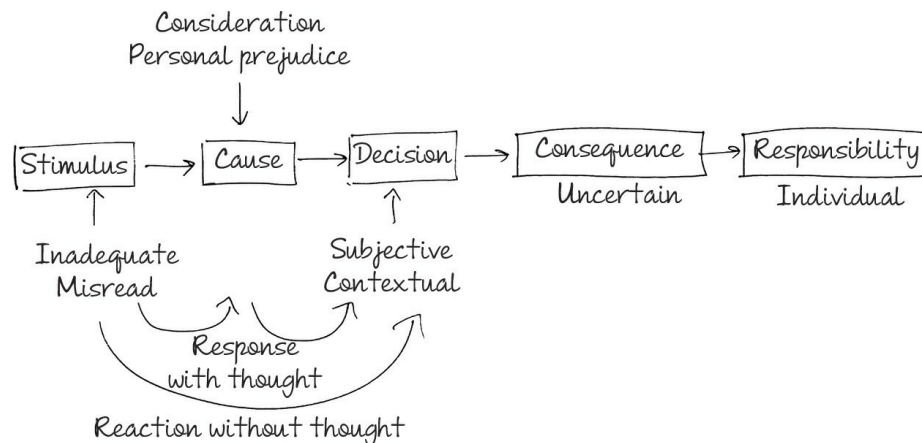 Consideration
Personal prejudice
Stimulus
Cause
Decision
Consequence
Responsibility
Uncertain
Individual
Inadequate
Misread
Subjective
Contextual
Response
with thought
Reaction without thought